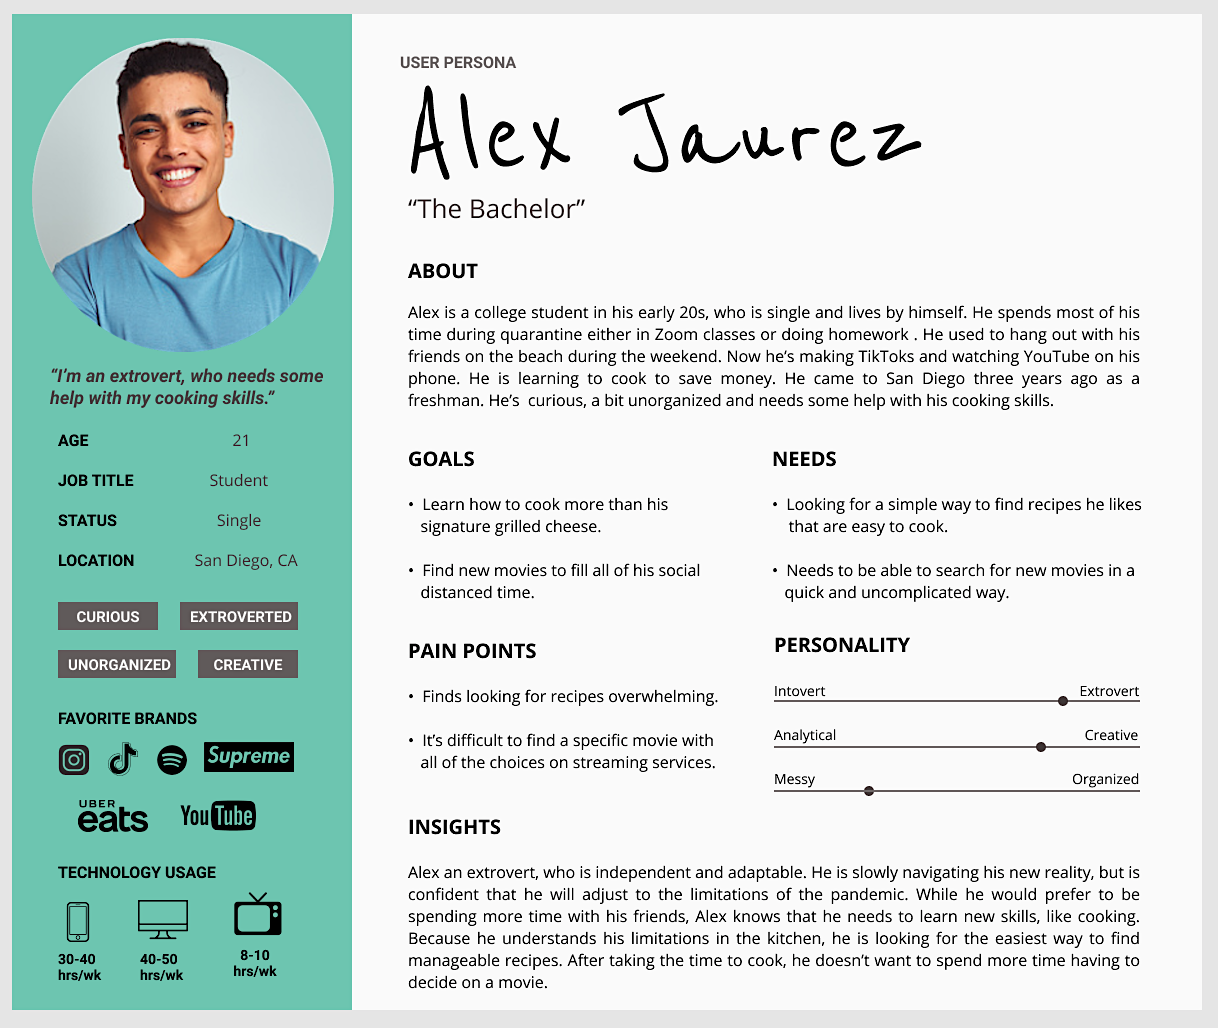 USER PERSONA
Alex Jaurez
“The Bachelor”
ABOUT
Alex is a college student in his early 20s, who is single and lives by himself. He spends most of his
time during quarantine either in Zoom classes or doing homework . He used to hang out with his
friends on the beach during the weekend. Now he’s making TikToks and watching YouTube on his
phone. He is learning to cook to save money. He came to San Diego three years ago as a
freshman. He’s curious, a bit unorganized and needs some help with his cooking skills.
“I’m an extrovert, who needs some
help with my cooking skills.”
AGE 21
JOB TITLE Student
STATUS Single
LOCATION San Diego, CA
CURIOUS EXTROVERTED
UNORGANIZED CREATIVE
FAVORITE BRANDS
Supreme
UBER
eats
YouTube
TECHNOLOGY USAGE
30-40
hrs/wk
40-50
hrs/wk
8-10
hrs/wk
GOALS
• Learn how to cook more than his
signature grilled cheese.
• Find new movies to fill all of his social
distanced time.
NEEDS
• Looking for a simple way to find recipes he likes
that are easy to cook.
• Needs to be able to search for new movies in a
quick and uncomplicated way.
PAIN POINTS
• Finds looking for recipes overwhelming.
• It’s difficult to find a specific movie with
all of the choices on streaming services.
PERSONALITY
Intovert Extrovert
Analytical Creative
Messy Organized
INSIGHTS
Alex an extrovert, who is independent and adaptable. He is slowly navigating his new reality, but is
confident that he will adjust to the limitations of the pandemic. While he would prefer to be
spending more time with his friends, Alex knows that he needs to learn new skills, like cooking.
Because he understands his limitations in the kitchen, he is looking for the easiest way to find
manageable recipes. After taking the time to cook, he doesn’t want to spend more time having to
decide on a movie.